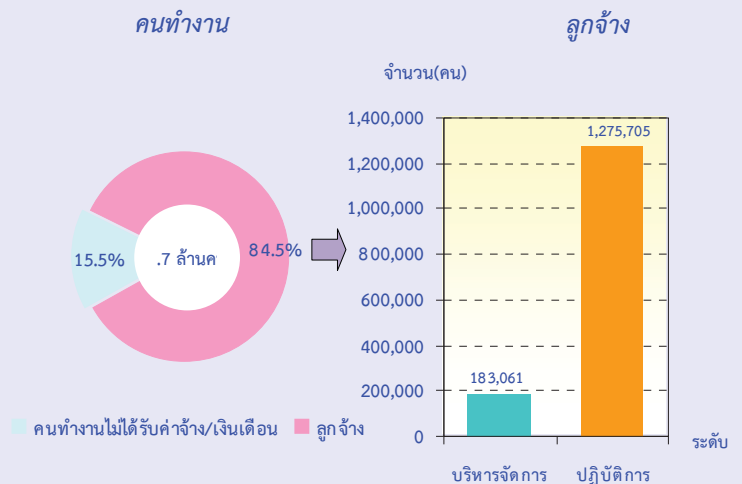 คนทำงาน
ลูกจ้าง
จำนวน(คน)
1,400,000
1,200,000
1,000,000
800,000
600,000
400,000
200,000
0
1,275,705
183,061
15.5%
.7 ล้านค
84.5%
คนทำงานไม่ได้รับค่าจ้าง/เงินเดือน
ลูกจ้าง
ระดับ
บริหารจัดการ
ปฏิบัติการ